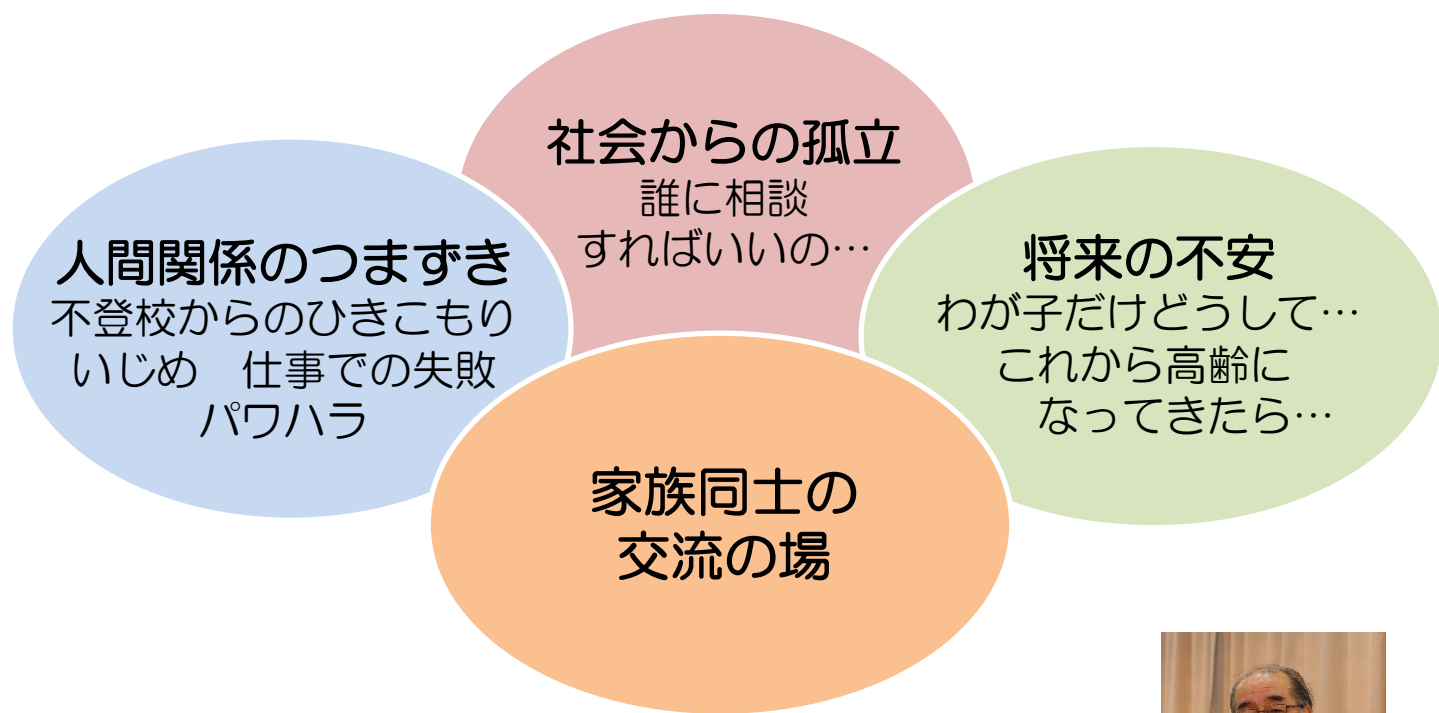 社会からの孤立
誰に相談
すればいいの…
人間関係のつまずき
不登校からのひきこもり
いじめ　仕事での失敗
パワハラ
将来の不安
わが子だけどうして…
これから高齢に
なってきたら…
家族同士の
交流の場